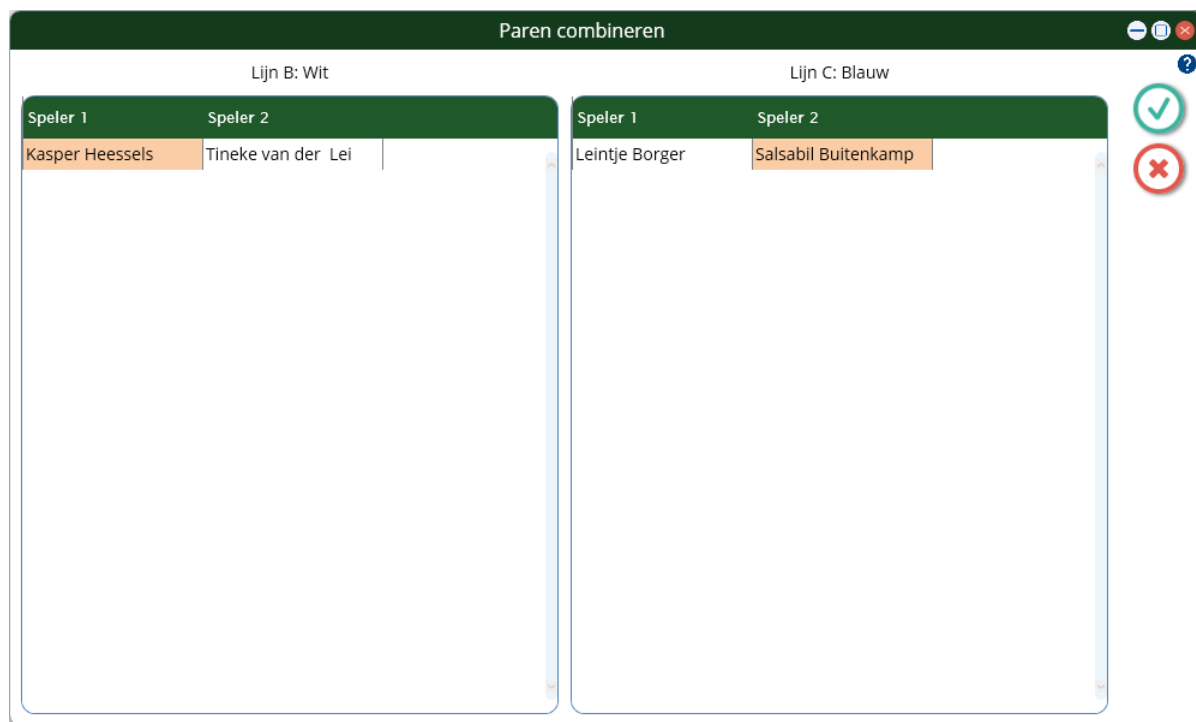 Paren combineren
Lijn B: Wit
Lijn C: Blauw
Speler 1 Speler 2
Speler 1 Speler 2
Kasper Heessels Tineke van der Lei
Leintje Borger Salsabil Buitenkamp